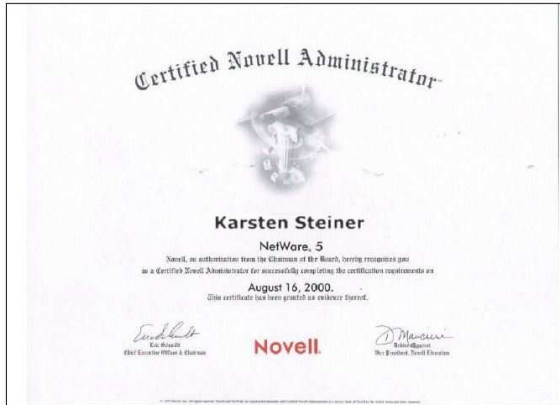 Certified Novell Administrator
Karsten Steiner
NetWare, 5
Novell, on authorization from the Chairman of the Board, hereby recognizes you
as a Certified Novell Administrator for successfully completing the certification requirements on
August 16, 2000.
This certificate has been granted as evidence thereof.
Eric Schmidt
Chief Executive Officer & Chairman
Novell.
Vice President, Novell Education